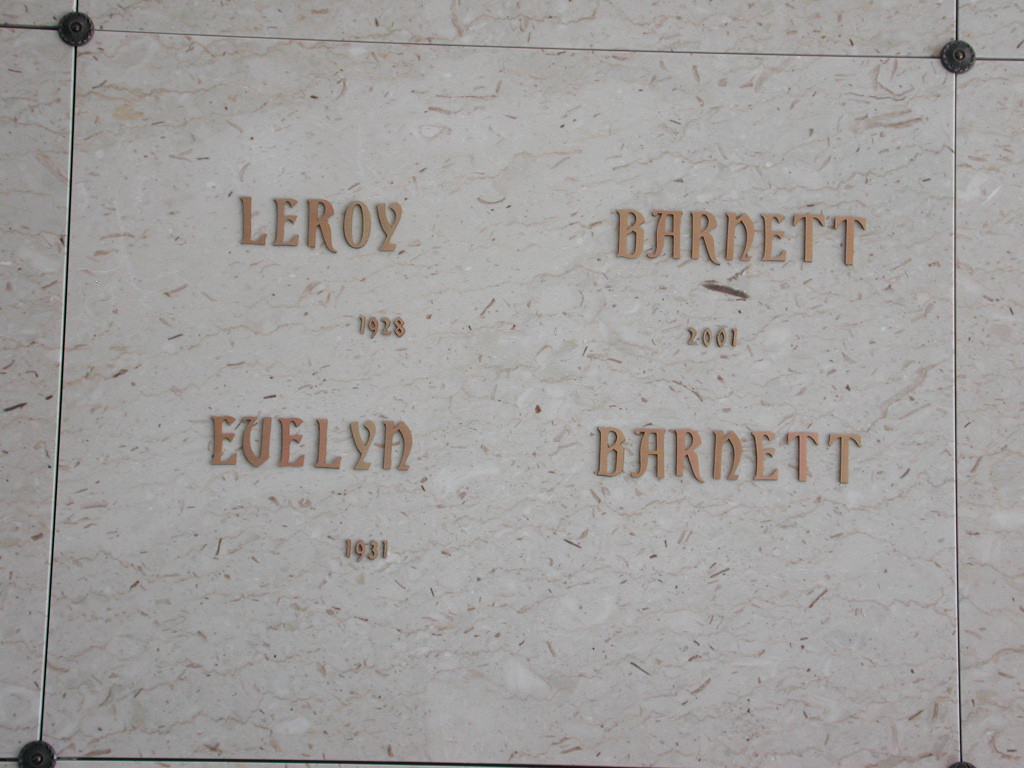 LEROY BARNETT
1928 2001
EVELYN BARNETT
1931